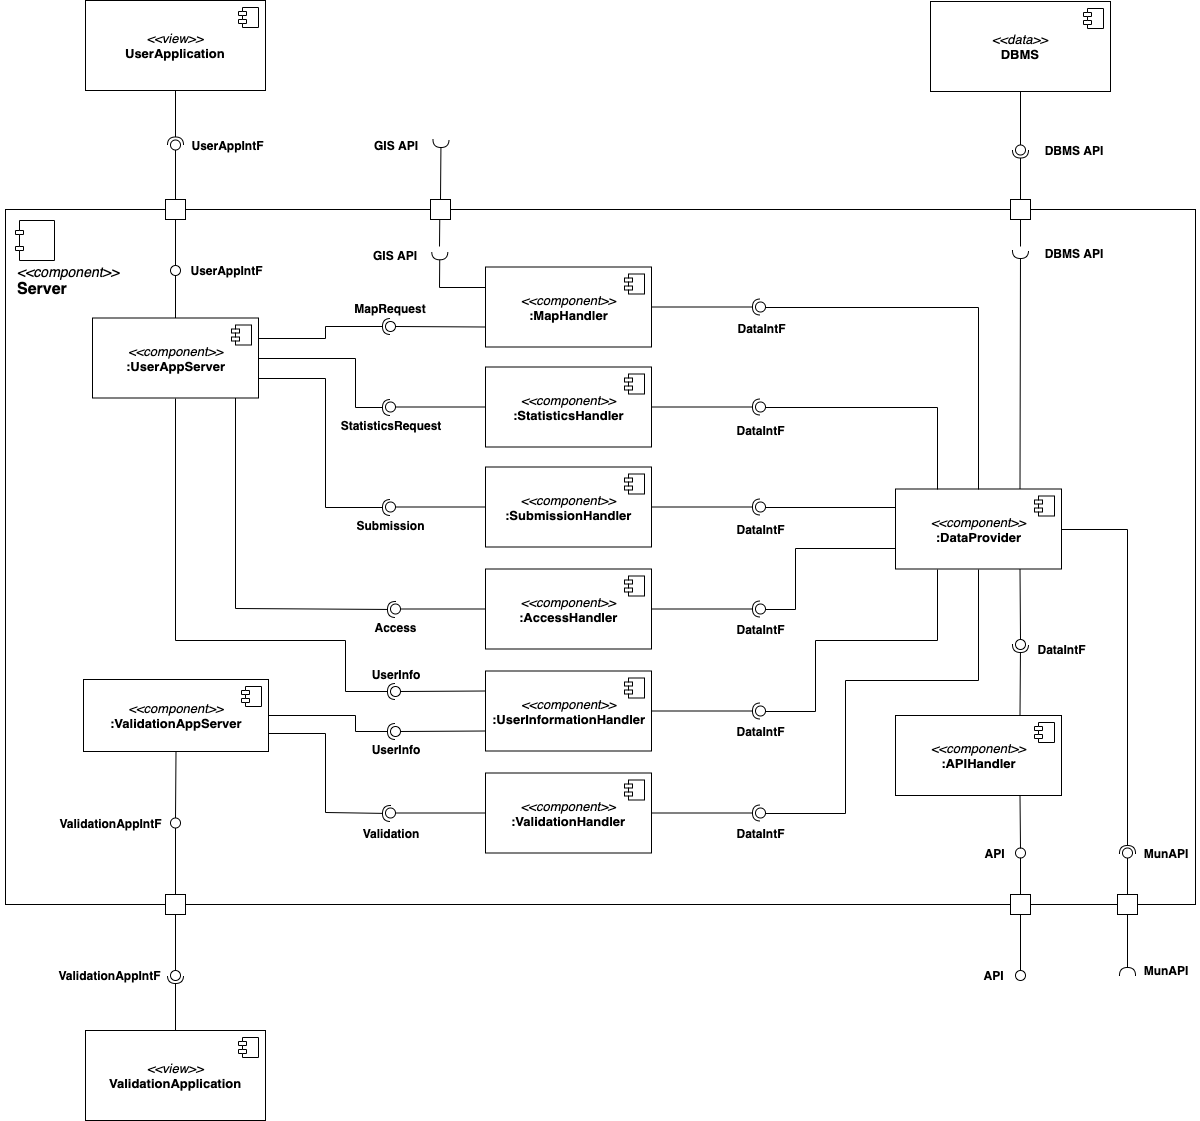 <<view>>
UserApplication
<<data>>
DBMS
UserAppIntF
GIS API
DBMS API
<<component>>
Server
UserAppIntF
GIS API
DBMS API
<<component>>
:UserAppServer
MapRequest
<<component>>
:MapHandler
DataIntF
StatisticsRequest
<<component>>
:StatisticsHandler
DataIntF
Submission
<<component>>
:SubmissionHandler
DataIntF
<<component>>
:DataProvider
Access
<<component>>
:AccessHandler
DataIntF
DataIntF
<<component>>
:ValidationAppServer
UserInfo
UserInfo
<<component>>
:UserInformationHandler
DataIntF
<<component>>
:APIHandler
Validation
<<component>>
:ValidationHandler
DataIntF
ValidationAppIntF
API
MunAPI
ValidationAppIntF
API
MunAPI
<<view>>
ValidationApplication